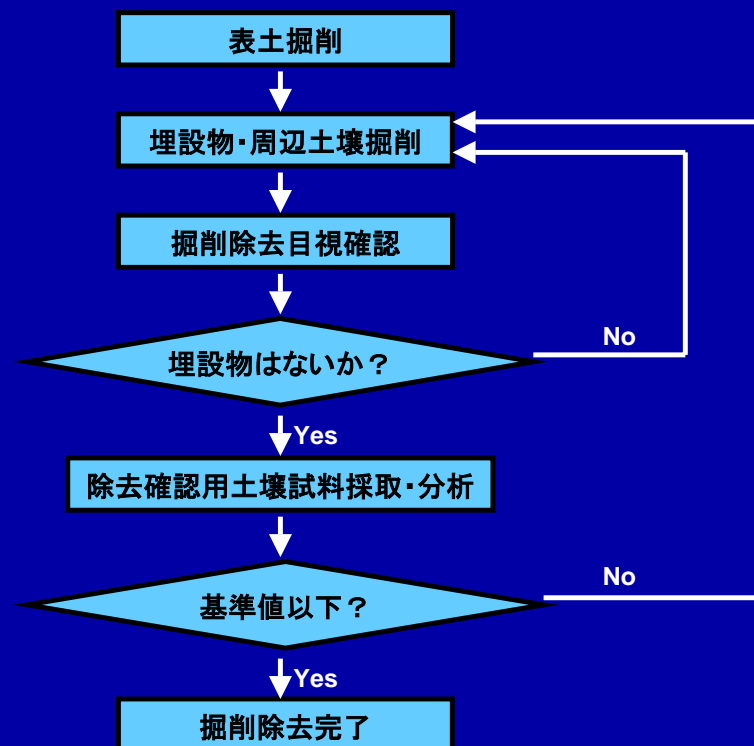 表土掘削
埋設物・周辺土壌掘削
掘削除去目視確認
埋設物はないか？
No
Yes
除去確認用土壌試料採取・分析
基準値以下？
No
Yes
掘削除去完了